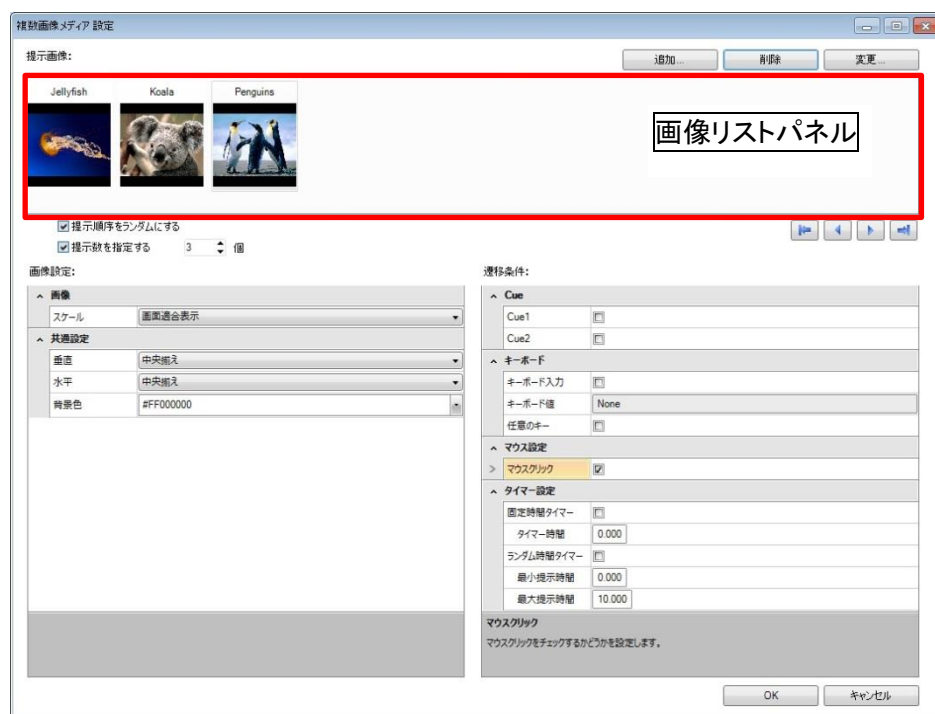 複数画像メディア 設定
提示画像:
追加...
削除
変更...
Jellyfish Koala Penguins
画像リストパネル
提示順序をランダムにする
提示数を指定する 3 個
画像設定:
画像
スケール 画面適合表示
共通設定
垂直 中央揃え
水平 中央揃え
背景色 #FF000000
遷移条件:
Cue
Cue1
Cue2
キーボード
キーボード入力
キーボード値 None
任意のキー
マウス設定
マウスクリック
タイマー設定
固定時間タイマー
タイマー時間 0.000
ランダム時間タイマー
最小提示時間 0.000
最大提示時間 10.000
マウスクリック
マウスクリックをチェックするかどうかを設定します。
OK キャンセル